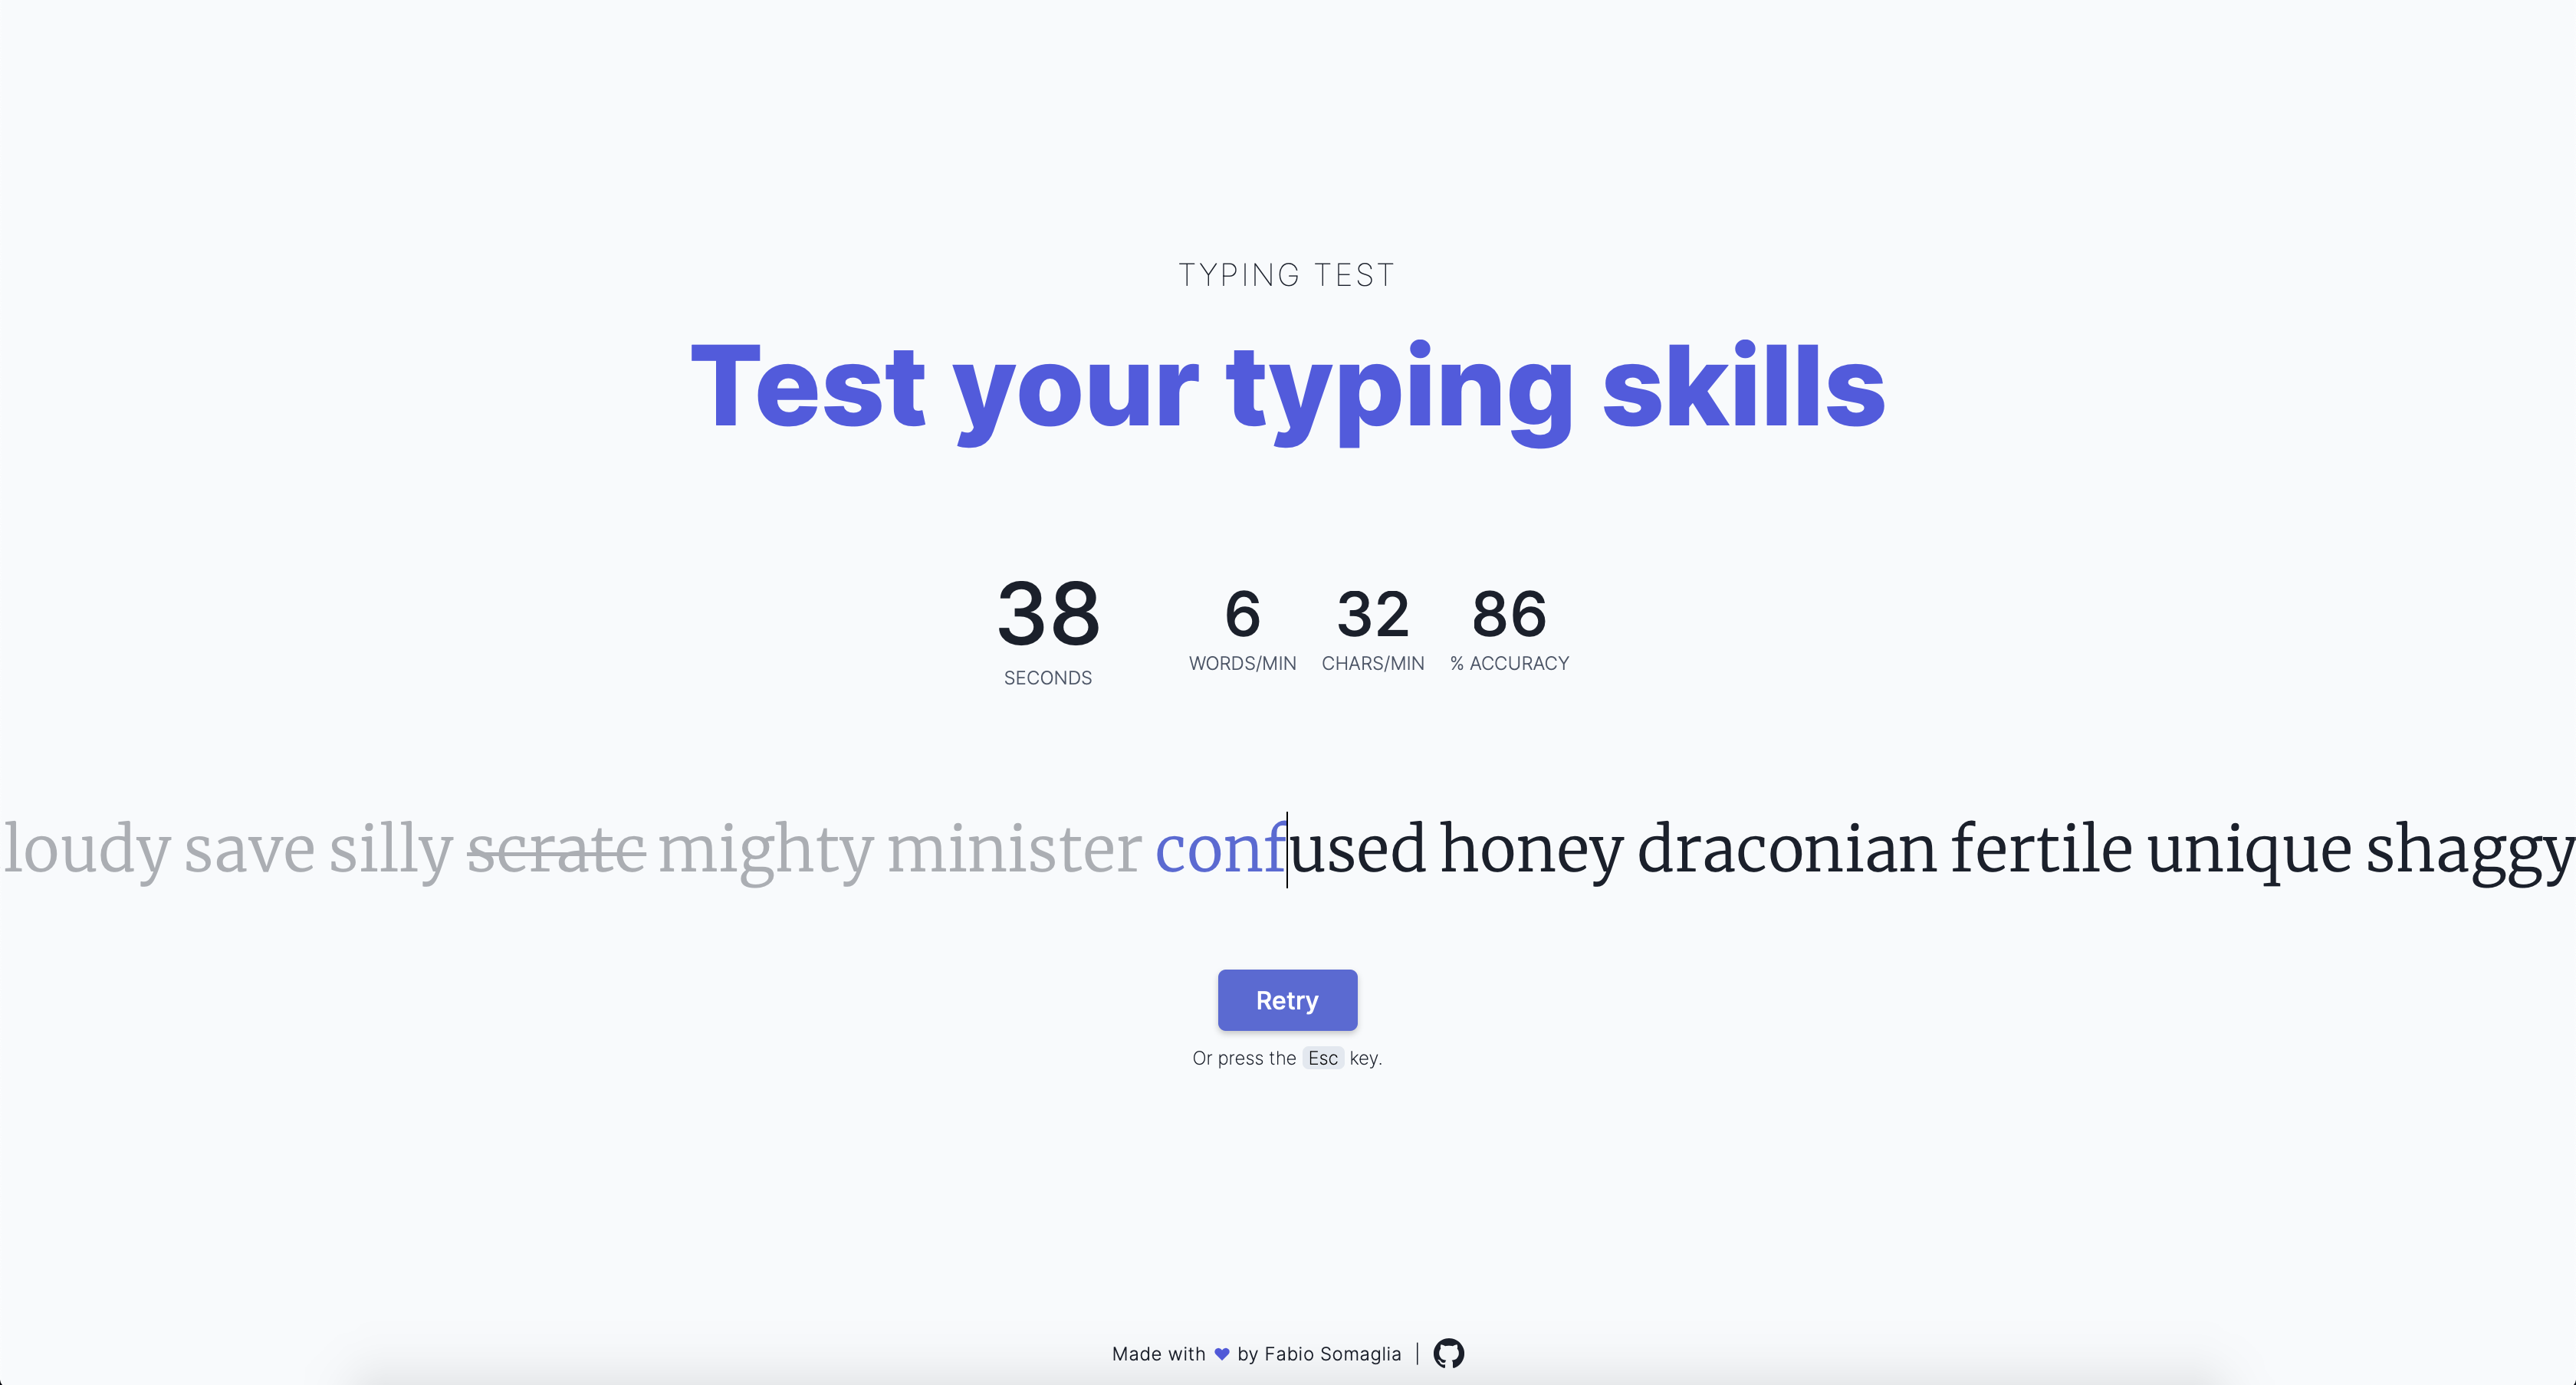 TYPING TEST
Test your typing skills
38 6 32 86
SECONDS WORDS/MIN CHARS/MIN % ACCURACY
loudy save silly scratc mighty minister confused honey draconian fertile unique shaggy
Retry
Or press the Esc key.
Made with ♥ by Fabio Somaglia |